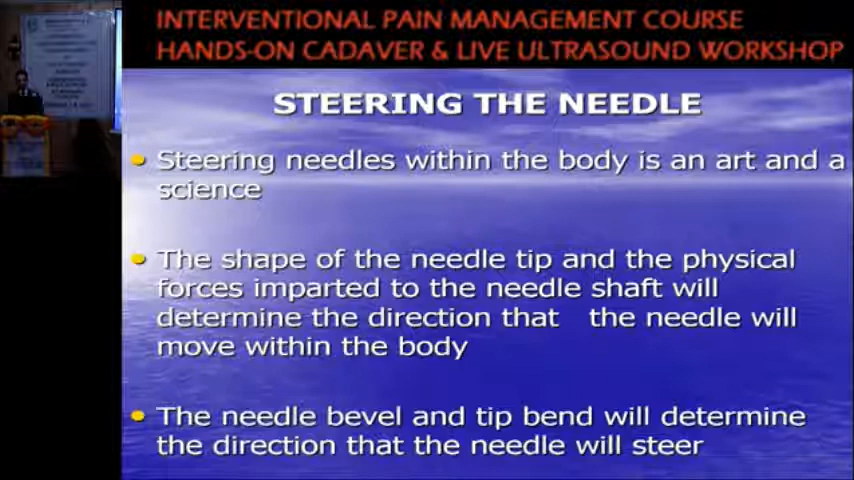 INTERVENTIONAL PAIN MANAGEMENT COURSE
HANDS-ON CADAVER & LIVE ULTRASOUND WORKSHOP
STEERING THE NEEDLE
• Steering needles within the body is an art and a
science
• The shape of the needle tip and the physical
forces imparted to the needle shaft will
determine the direction that the needle will
move within the body
• The needle bevel and tip bend will determine
the direction that the needle will steer